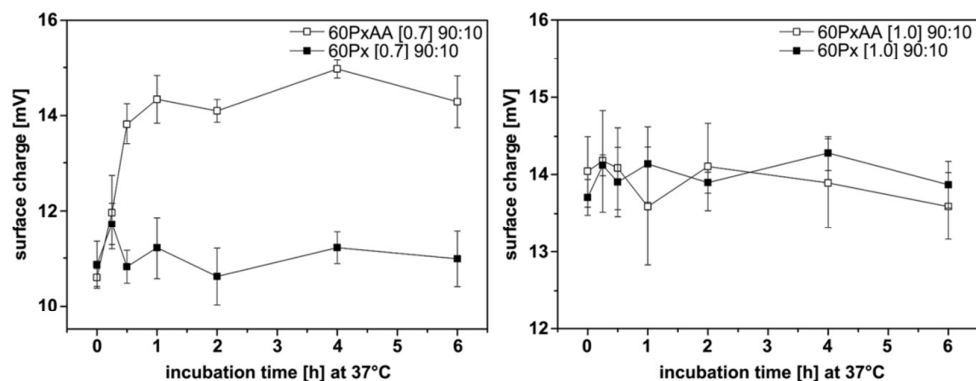 60PxAA [0.7] 90:10
60Px [0.7] 90:10
16
14
12
10
surface charge [mV]
0 1 2 3 4 5 6
incubation time [h] at 37°C
60PxAA [1.0] 90:10
60Px [1.0] 90:10
16
15
14
13
12
surface charge [mV]
0 1 2 3 4 5 6
incubation time [h] at 37°C